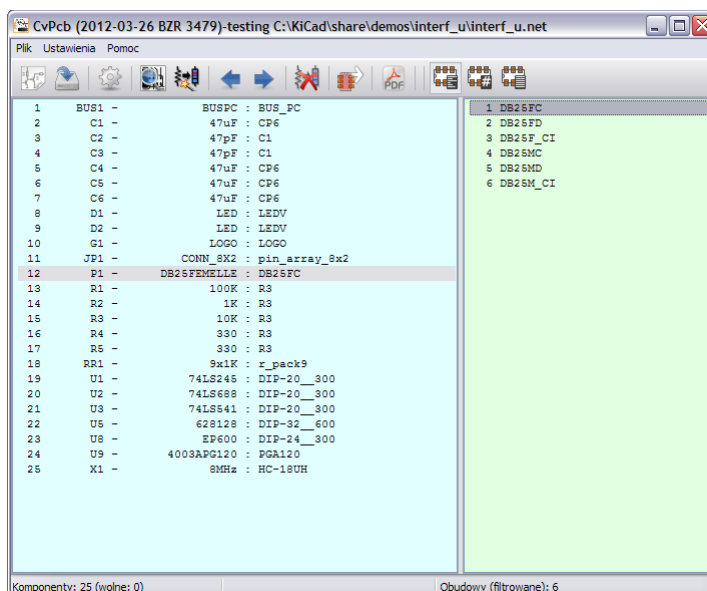 CvPcb (2012-03-26 BZR 3479)-testing C:\KiCad\share\demos\interf_u\interf_u.net
Plik Ustawienia Pomoc
PDF
1 BUS1 - BUSPC : BUS_PC
2 C1 - 47uF : CP6
3 C2 - 47pF : C1
4 C3 - 47pF : C1
5 C4 - 47uF : CP6
6 C5 - 47uF : CP6
7 C6 - 47uF : CP6
8 D1 - LED : LEDV
9 D2 - LED : LEDV
10 G1 - LOGO : LOGO
11 JP1 - CONN_8X2 : pin_array_8x2
12 P1 - DB25FEMELLE : DB25FC
13 R1 - 100K : R3
14 R2 - 1K : R3
15 R3 - 10K : R3
16 R4 - 330 : R3
17 R5 - 330 : R3
18 RR1 - 9x1K : r_pack9
19 U1 - 74LS245 : DIP-20__300
20 U2 - 74LS688 : DIP-20__300
21 U3 - 74LS541 : DIP-20__300
22 U5 - 628128 : DIP-32__600
23 U8 - EP600 : DIP-24__300
24 U9 - 4003APG120 : PGA120
25 X1 - 8MHz : HC-18UH
1 DB25FC
2 DB25FD
3 DB25F_CI
4 DB25MC
5 DB25MD
6 DB25M_CI
Komponenty: 25 (wolne: 0)
Obudowy (filtrowane): 6